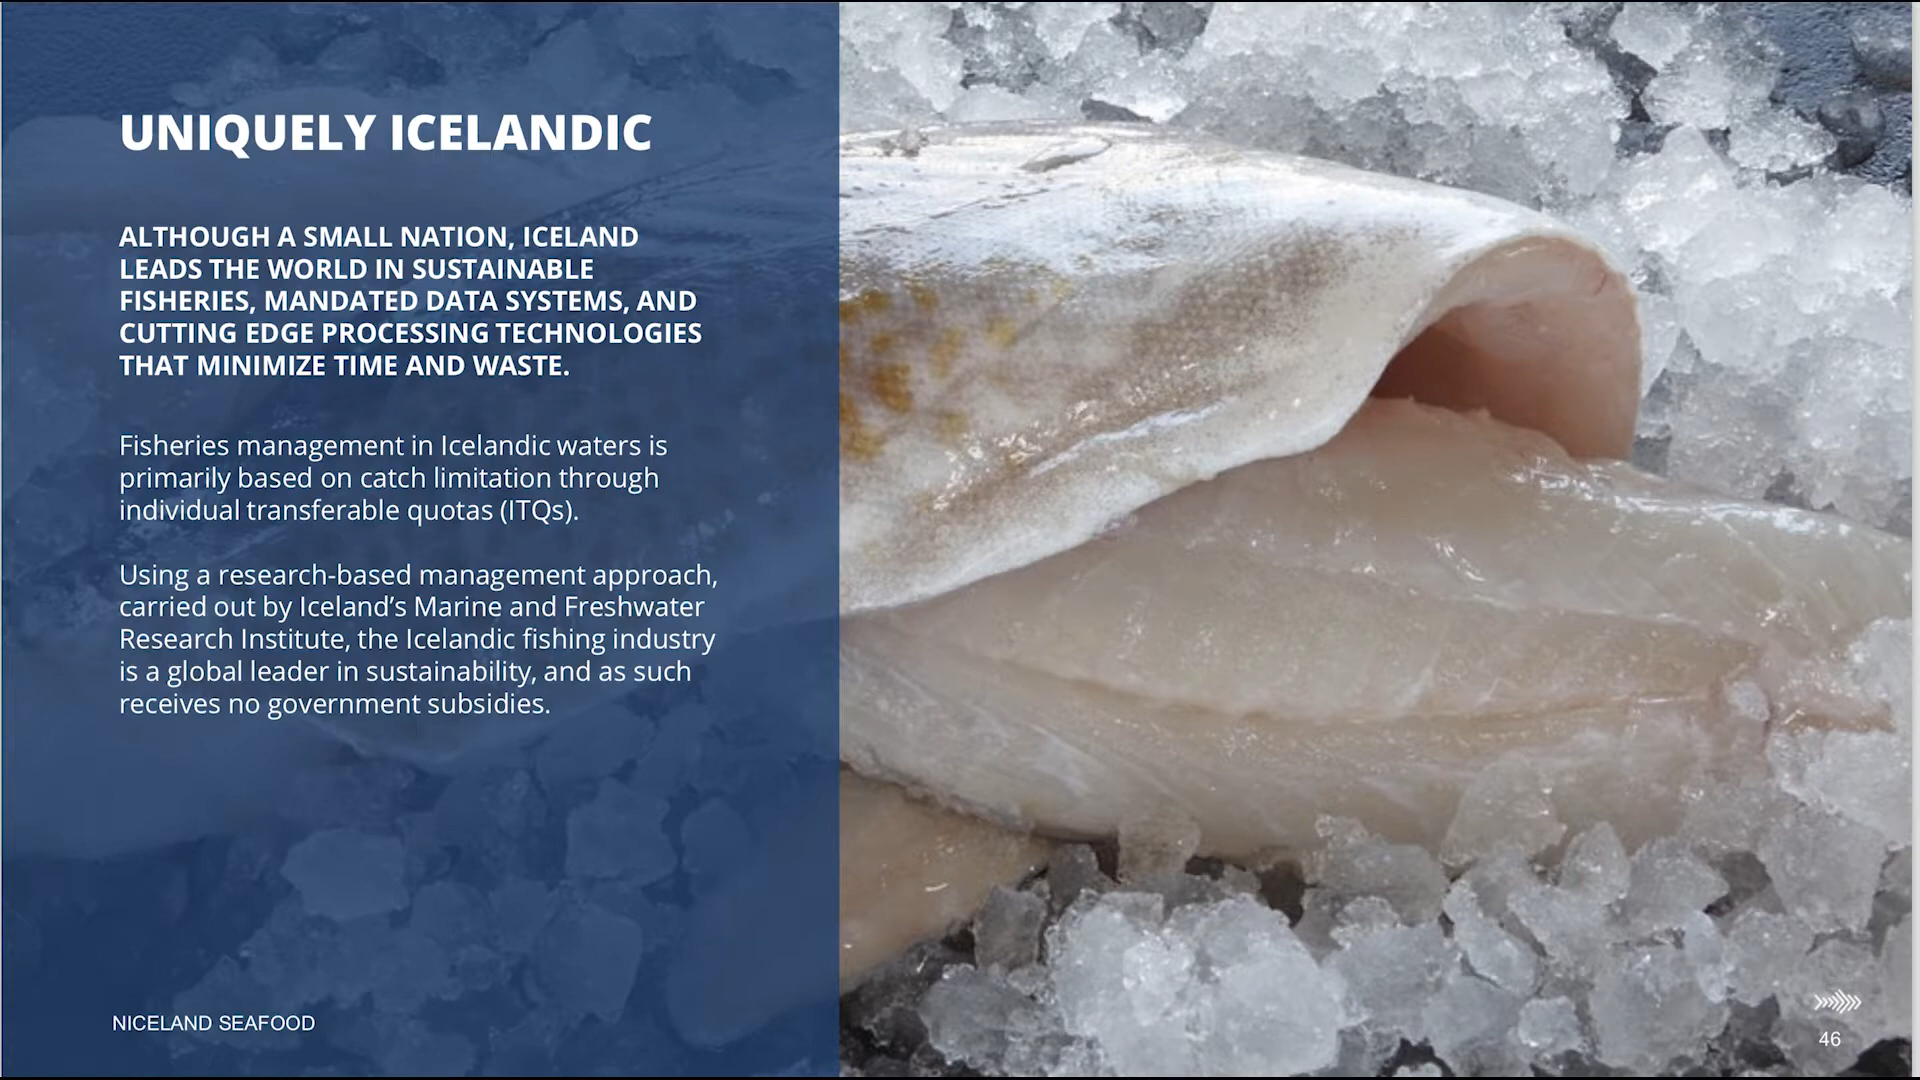 UNIQUELY ICELANDIC
ALTHOUGH A SMALL NATION, ICELAND
LEADS THE WORLD IN SUSTAINABLE
FISHERIES, MANDATED DATA SYSTEMS, AND
CUTTING EDGE PROCESSING TECHNOLOGIES
THAT MINIMIZE TIME AND WASTE.
Fisheries management in Icelandic waters is
primarily based on catch limitation through
individual transferable quotas (ITQs).
Using a research-based management approach,
carried out by Iceland’s Marine and Freshwater
Research Institute, the Icelandic fishing industry
is a global leader in sustainability, and as such
receives no government subsidies.
NICELAND SEAFOOD
46